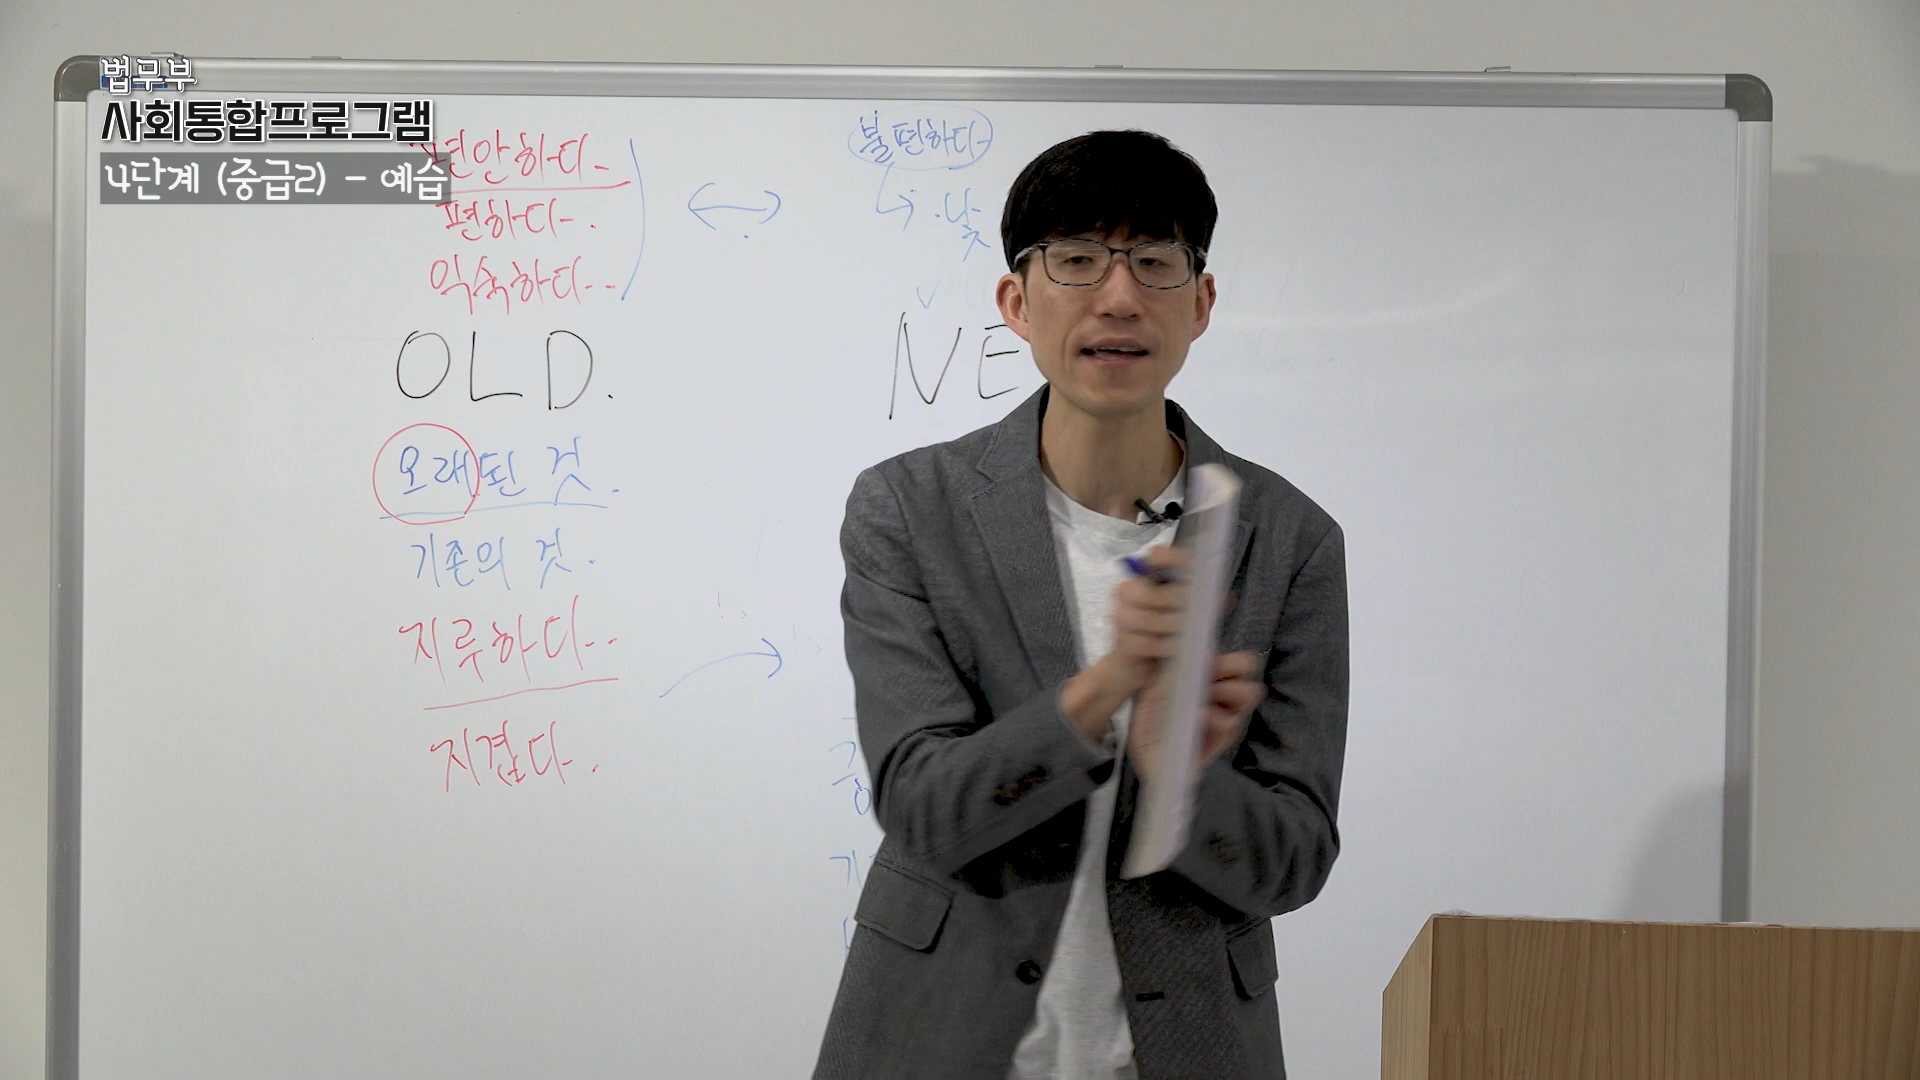 법무부
사회통합프로그램
4단계 (중급2) - 예습
편안하다.
편하다.
익숙하다..
불편하다
낯
OLD.
NE
오래된 것.
기존의 것.
지루하다..
지겹다.